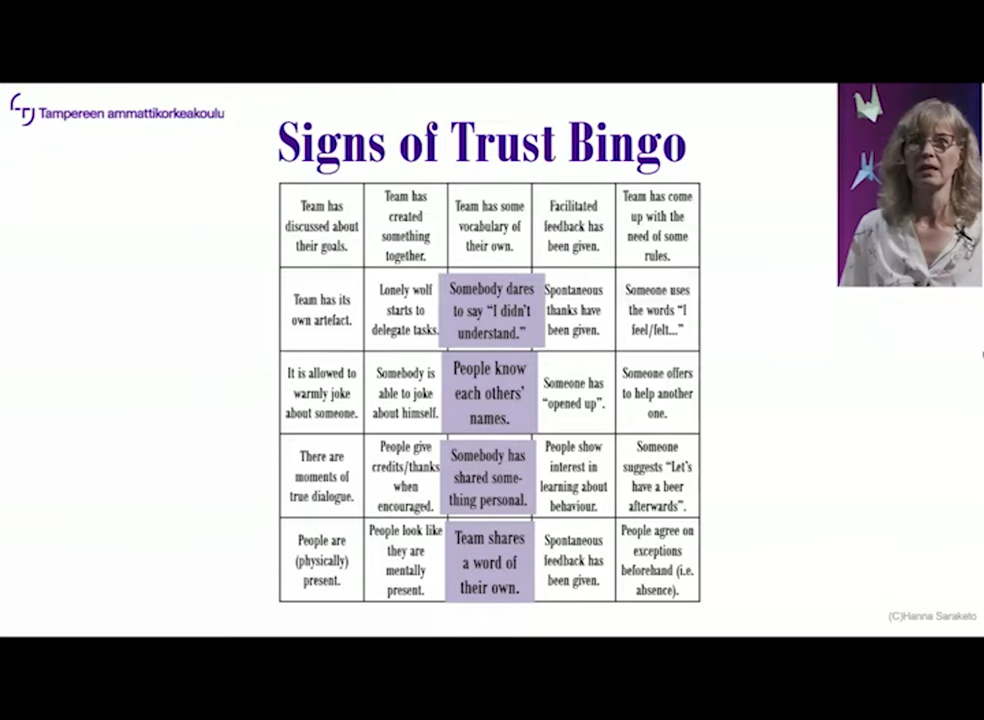 Tampereen ammattikorkeakoulu
Signs of Trust Bingo
Team has
discussed about
their goals.
Team has
created
something
together.
Team has some
vocabulary of
their own.
Facilitated
feedback has
been given.
Team has come
up with the
need of some
rules.
Team has its
own artefact.
Lonely wolf
starts to
delegate tasks.
Somebody dares
to say “I didn’t
understand.”
Spontaneous
thanks have
been given.
Someone uses
the words “I
feel/felt...”
It is allowed to
warmly joke
about someone.
Somebody is
able to joke
about himself.
People know
each others’
names.
Someone has
“opened up”.
Someone offers
to help another
one.
There are
moments of
true dialogue.
People give
credits/thanks
when
encouraged.
Somebody has
shared some-
thing personal.
People show
interest in
learning about
behaviour.
Someone
suggests “Let’s
have a beer
afterwards”.
People are
(physically)
present.
People look like
they are
mentally
present.
Team shares
a word of
their own.
Spontaneous
feedback has
been given.
People agree on
exceptions
beforehand (i.e.
absence).
(C)Hanna Saraketo